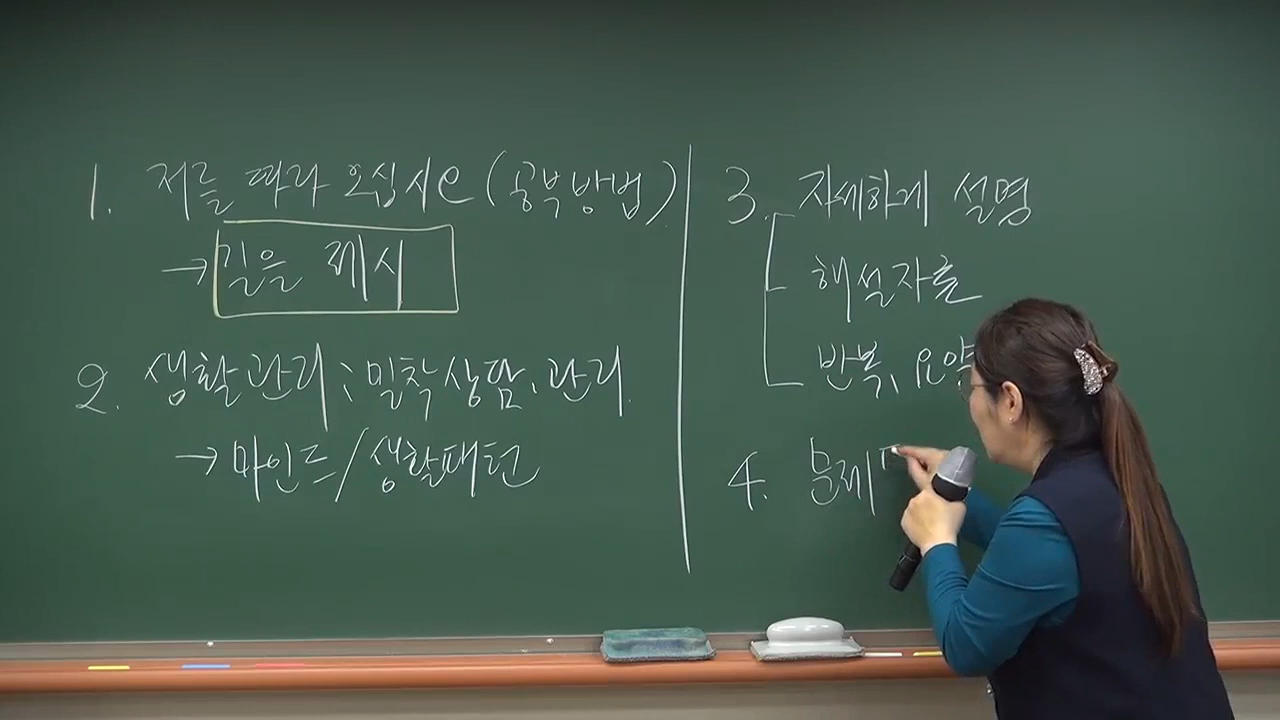 1. 저를 따라 오십시오 (공부방법)
→ 길을 제시
2. 생활관리 : 밀착상담, 관리.
→ 마인드/생활패턴
3. 자세하게 설명
해설자료
반복, 요약
4. 문제